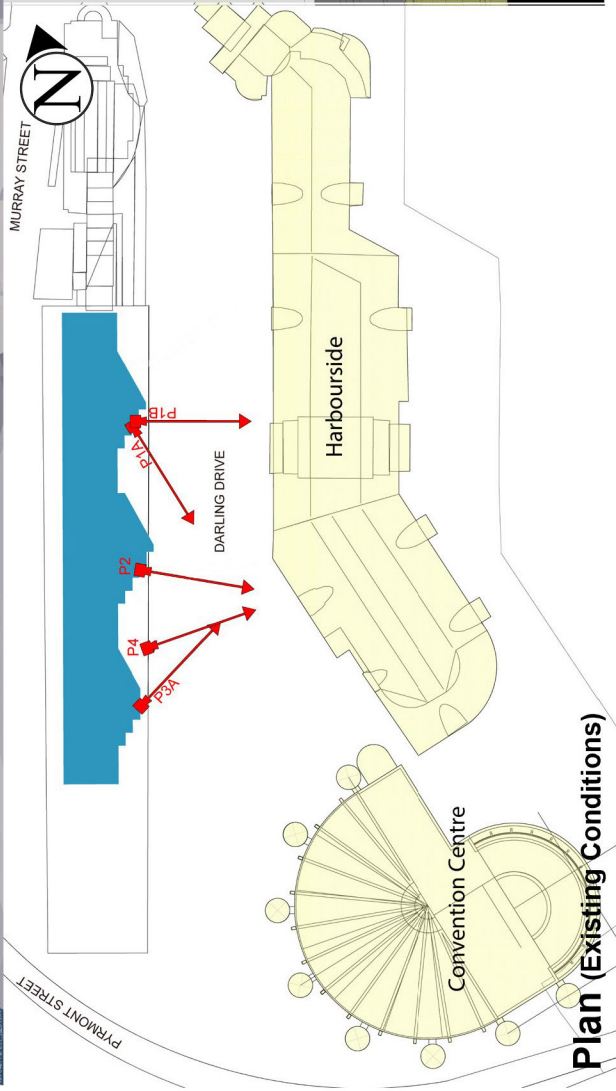 N
MURRAY STREET
P1B
P1A
DARLING DRIVE
P2
P4
P3A
Harbourside
Convention Centre
PYRMONT STREET
Plan (Existing Conditions)